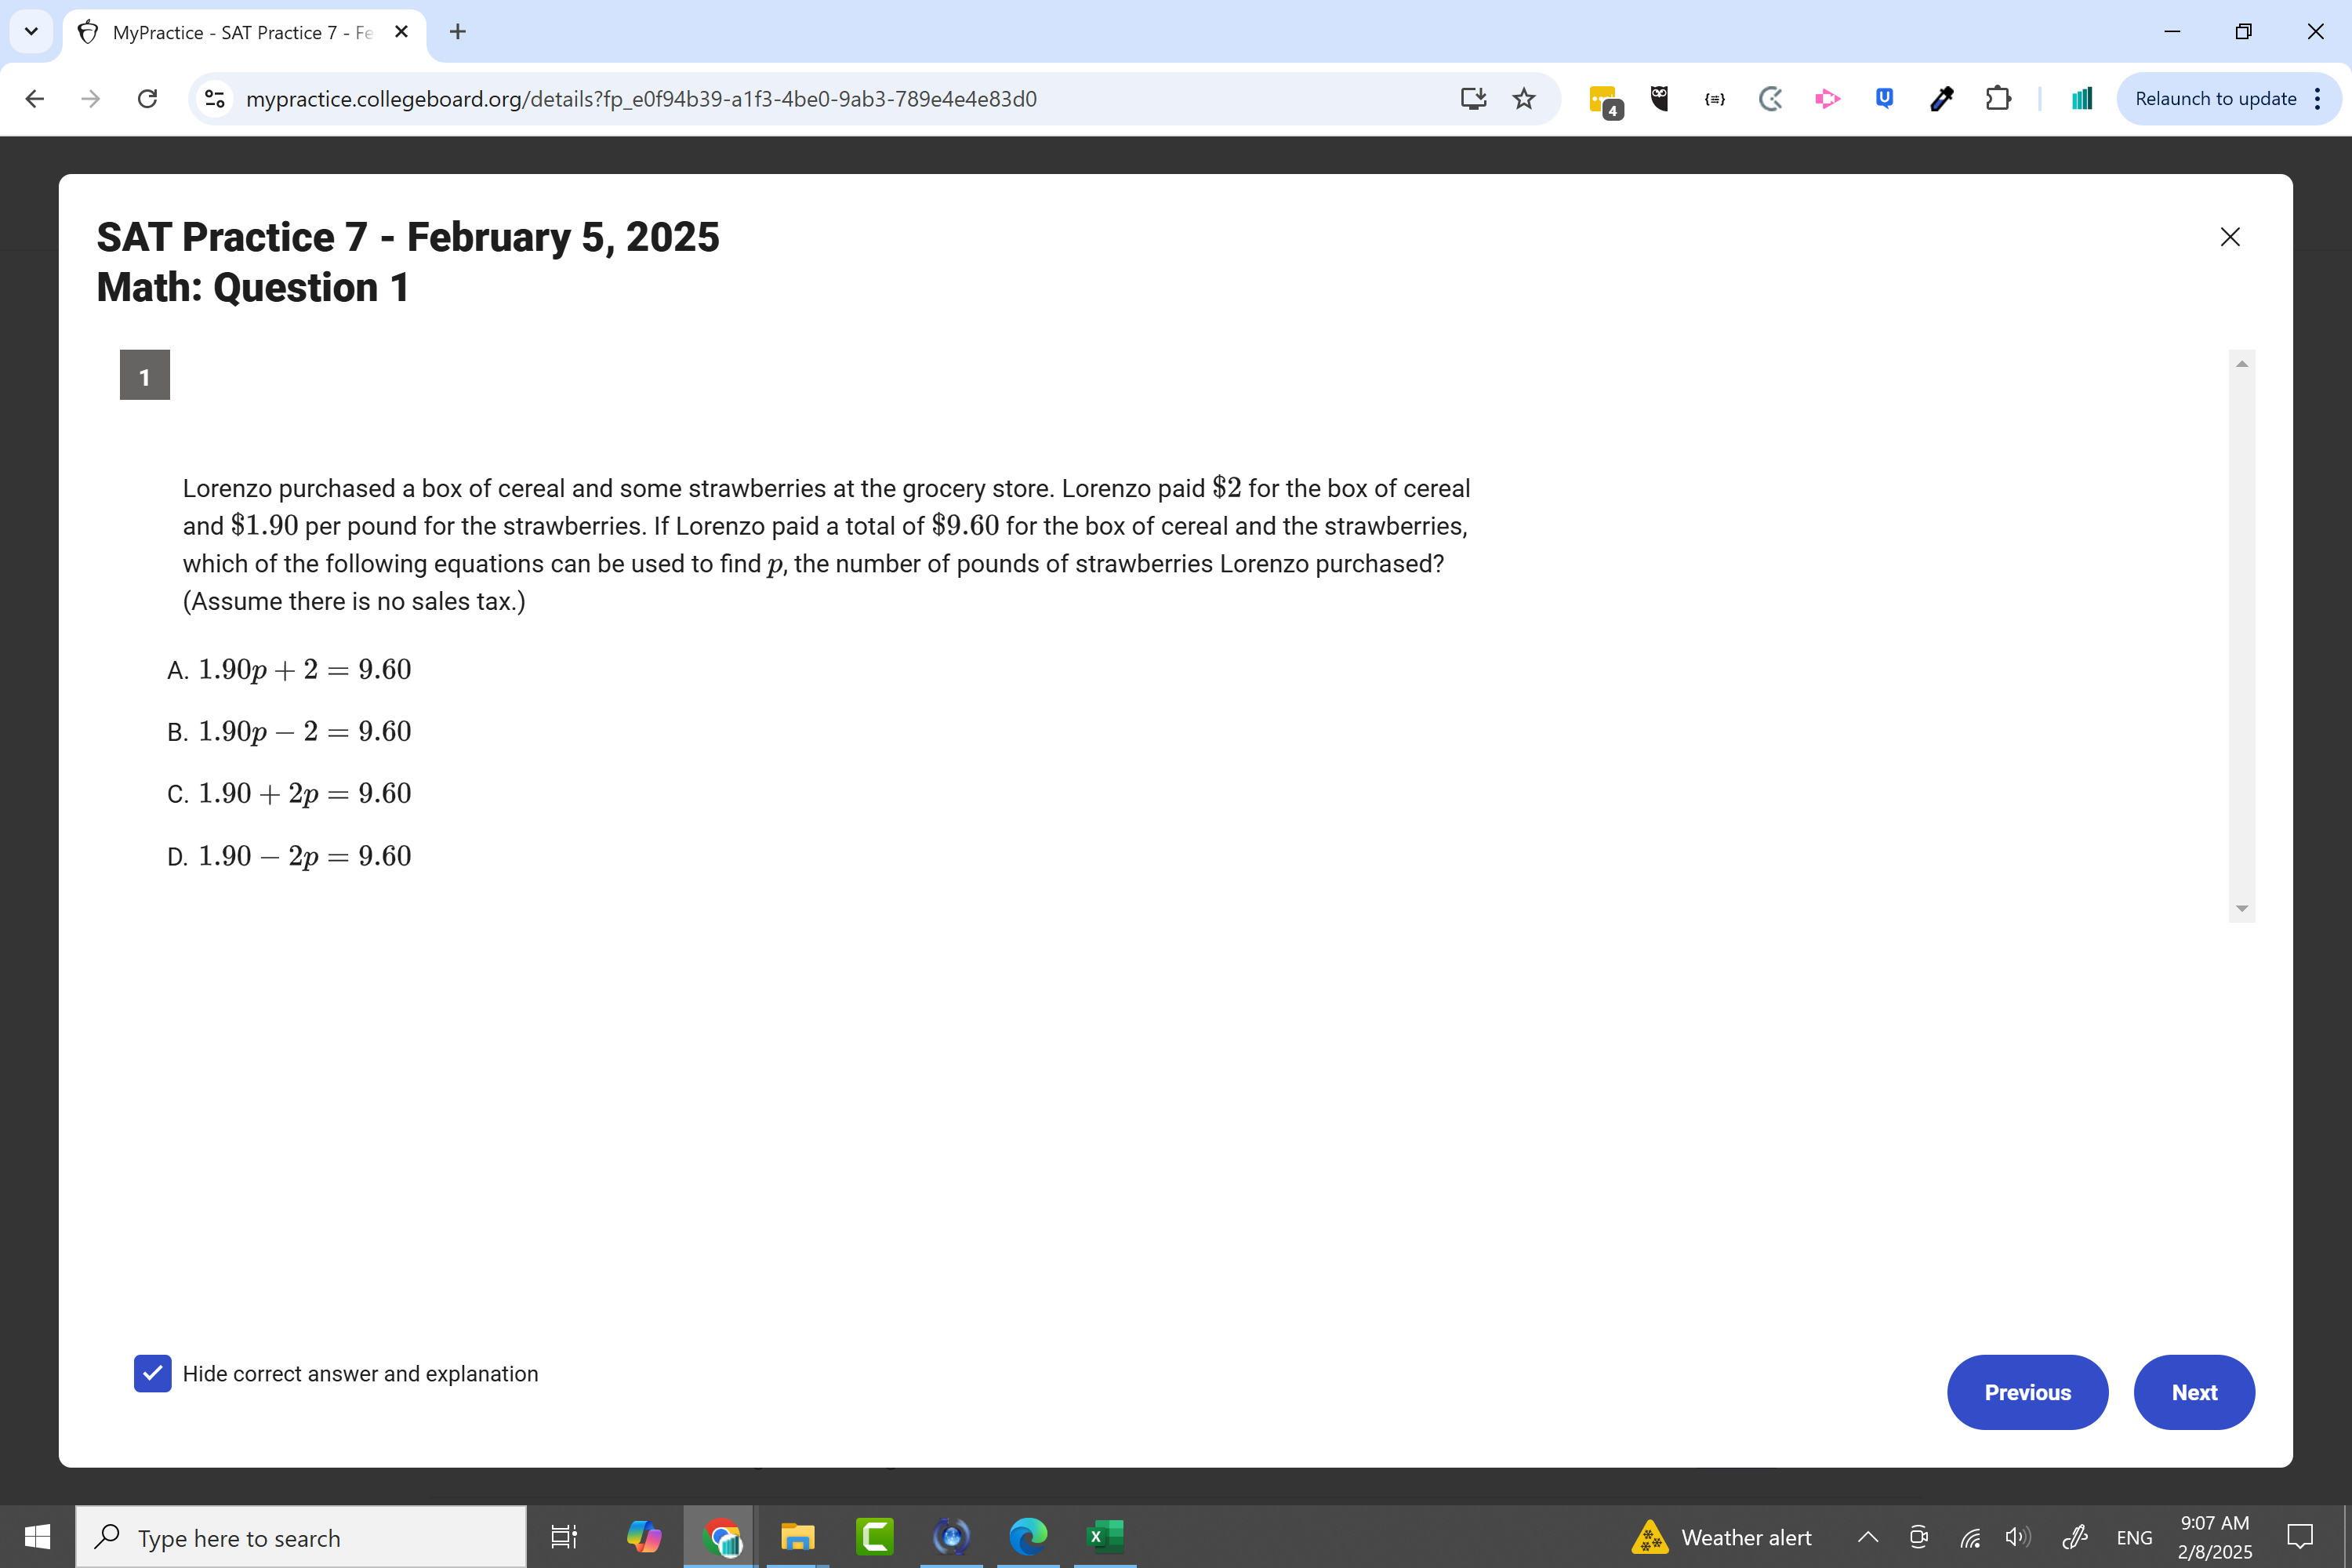 MyPractice - SAT Practice 7 - Fe
mypractice.collegeboard.org/details?fp_e0f94b39-a1f3-4be0-9ab3-789e4e4e83d0
4
Relaunch to update
SAT Practice 7 - February 5, 2025
Math: Question 1
1
Lorenzo purchased a box of cereal and some strawberries at the grocery store. Lorenzo paid $2 for the box of cereal
and $1.90 per pound for the strawberries. If Lorenzo paid a total of $9.60 for the box of cereal and the strawberries,
which of the following equations can be used to find p, the number of pounds of strawberries Lorenzo purchased?
(Assume there is no sales tax.)
A. 1.90p + 2 = 9.60
B. 1.90p − 2 = 9.60
C. 1.90 + 2p = 9.60
D. 1.90 − 2p = 9.60
Hide correct answer and explanation
Previous
Next
Type here to search
Weather alert
ENG
9:07 AM
2/8/2025